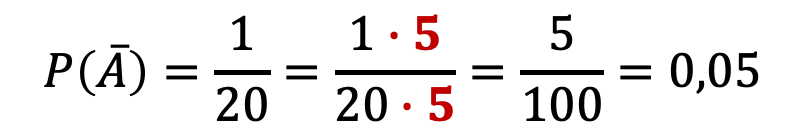 P(Ā) = 1/20 = 1 · 5/20 · 5 = 5/100 = 0,05